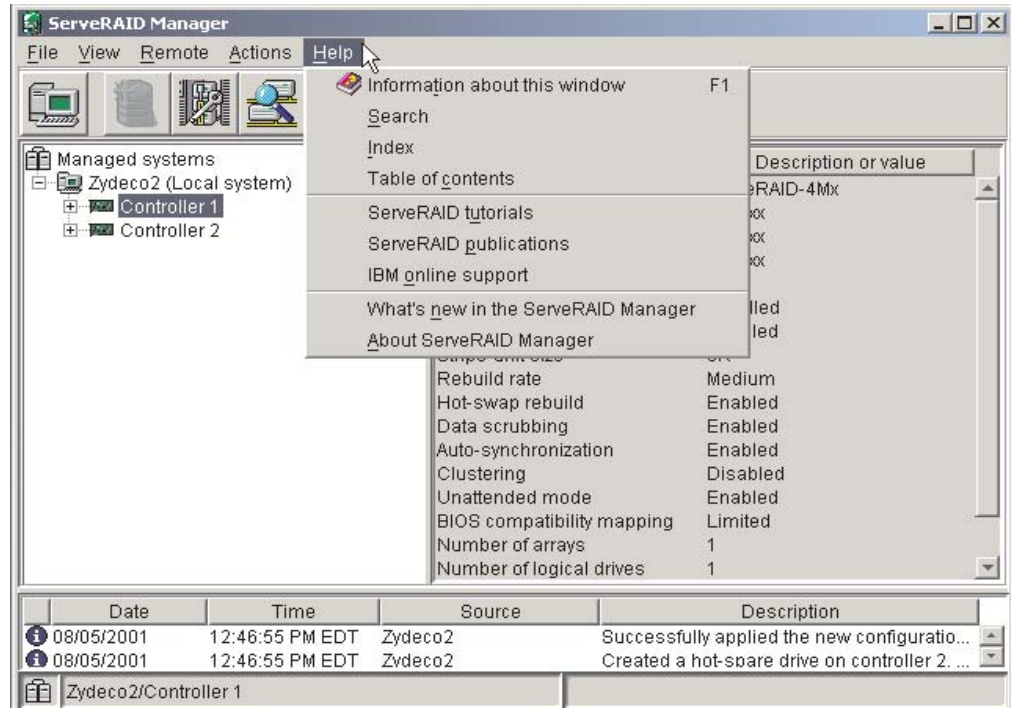 ServeRAID Manager
File View Remote Actions Help
Information about this window F1
Search
Index
Table of contents
ServeRAID tutorials
ServeRAID publications
IBM online support
What's new in the ServeRAID Manager
About ServeRAID Manager
Managed systems
Zydeco2 (Local system)
Controller 1
Controller 2
Description or value
Rebuild rate Medium
Hot-swap rebuild Enabled
Data scrubbing Enabled
Auto-synchronization Enabled
Clustering Disabled
Unattended mode Enabled
BIOS compatibility mapping Limited
Number of arrays 1
Number of logical drives 1
Date Time Source Description
08/05/2001 12:46:55 PM EDT Zydeco2 Successfully applied the new configuratio...
08/05/2001 12:46:55 PM EDT Zydeco2 Created a hot-spare drive on controller 2. ...
Zydeco2/Controller 1